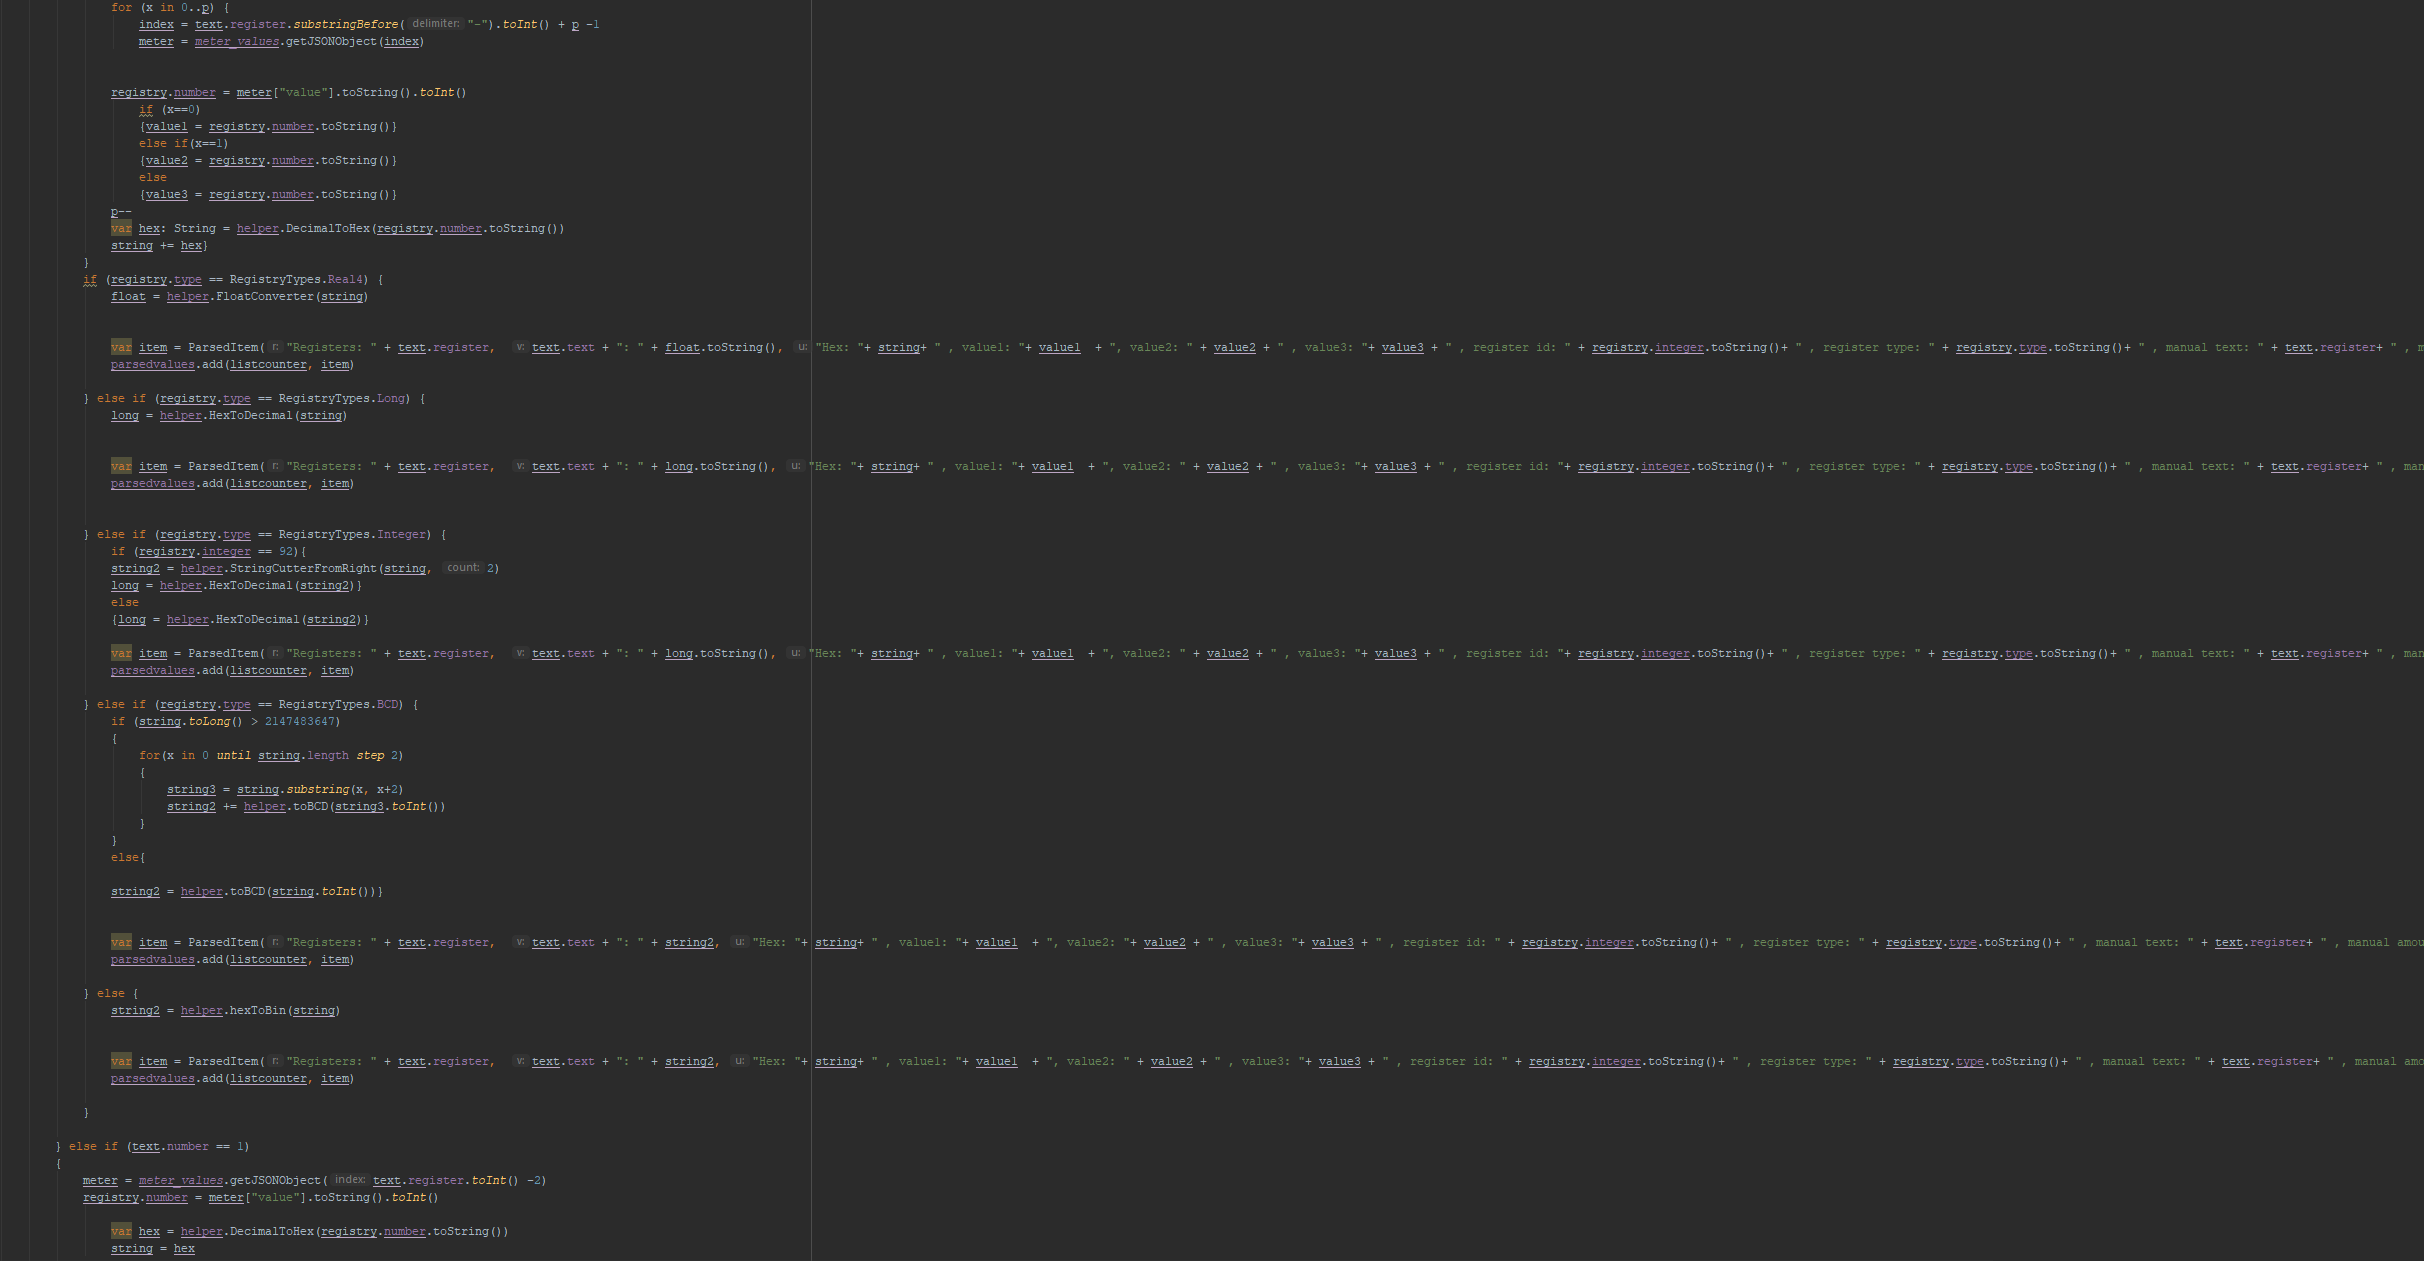 for (x in 0..p) {
index = text.register.substringBefore( delimiter: "-").toInt() + p -1
meter = meter_values.getJSONObject(index)
registry.number = meter["value"].toString().toInt()
if (x==0)
{value1 = registry.number.toString()}
else if(x==1)
{value2 = registry.number.toString()}
else
{value3 = registry.number.toString()}
p--
var hex: String = helper.DecimalToHex(registry.number.toString())
string += hex}
}
if (registry.type == RegistryTypes.Real4) {
float = helper.FloatConverter(string)
var item = ParsedItem( r: "Registers: " + text.register, v: text.text + ": " + float.toString(), u: "Hex: "+ string+ " , value1: "+ value1 + ", value2: " + value2 + " , value3: "+ value3 + " , register id: " + registry.integer.toString()+ " , register type: " + registry.type.toString()+ " , manual text: " + text.register+ " , m
parsedvalues.add(listcounter, item)
} else if (registry.type == RegistryTypes.Long) {
long = helper.HexToDecimal(string)
var item = ParsedItem( r: "Registers: " + text.register, v: text.text + ": " + long.toString(), u: "Hex: "+ string+ " , value1: "+ value1 + ", value2: " + value2 + " , value3: "+ value3 + " , register id: "+ registry.integer.toString()+ " , register type: " + registry.type.toString()+ " , manual text: " + text.register+ " , man
parsedvalues.add(listcounter, item)
} else if (registry.type == RegistryTypes.Integer) {
if (registry.integer == 92){
string2 = helper.StringCutterFromRight(string, count: 2)
long = helper.HexToDecimal(string2)}
else
{long = helper.HexToDecimal(string2)}
var item = ParsedItem( r: "Registers: " + text.register, v: text.text + ": " + long.toString(), u: "Hex: "+ string+ " , value1: "+ value1 + ", value2: " + value2 + " , value3: "+ value3 + " , register id: "+ registry.integer.toString()+ " , register type: " + registry.type.toString()+ " , manual text: " + text.register+ " , man
parsedvalues.add(listcounter, item)
} else if (registry.type == RegistryTypes.BCD) {
if (string.toLong() > 2147483647)
{
for(x in 0 until string.length step 2)
{
string3 = string.substring(x, x+2)
string2 += helper.toBCD(string3.toInt())
}
}
else{
string2 = helper.toBCD(string.toInt())}
var item = ParsedItem( r: "Registers: " + text.register, v: text.text + ": " + string2, u: "Hex: "+ string+ " , value1: "+ value1 + ", value2: "+ value2 + " , value3: "+ value3 + " , register id: " + registry.integer.toString()+ " , register type: " + registry.type.toString()+ " , manual text: " + text.register+ " , manual amou
parsedvalues.add(listcounter, item)
} else {
string2 = helper.hexToBin(string)
var item = ParsedItem( r: "Registers: " + text.register, v: text.text + ": " + string2, u: "Hex: "+ string+ " , value1: "+ value1 + ", value2: " + value2 + " , value3: "+ value3 + " , register id: " + registry.integer.toString()+ " , register type: " + registry.type.toString()+ " , manual text: " + text.register+ " , manual amo
parsedvalues.add(listcounter, item)
}
} else if (text.number == 1)
{
meter = meter_values.getJSONObject( index: text.register.toInt() -2)
registry.number = meter["value"].toString().toInt()
var hex = helper.DecimalToHex(registry.number.toString())
string = hex